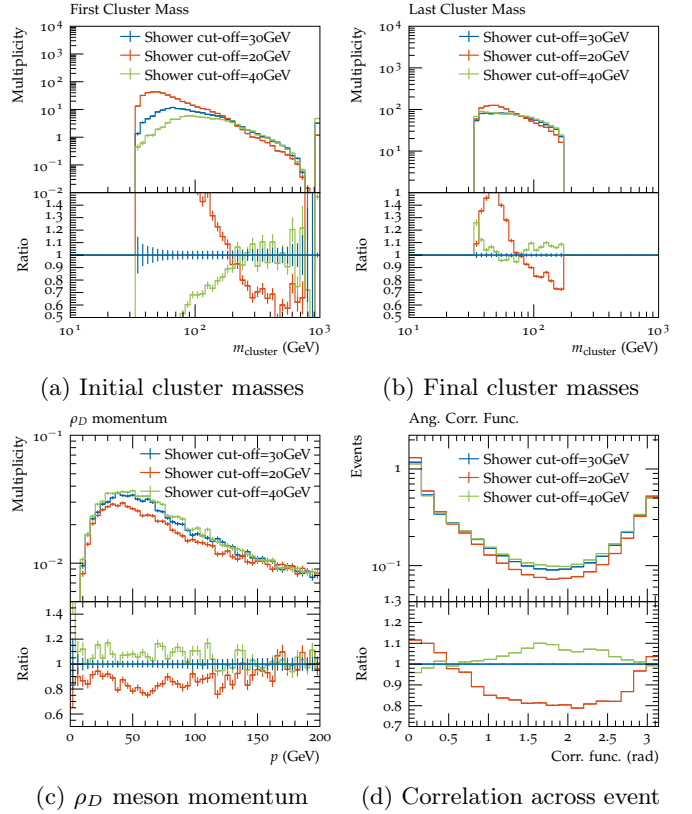 First Cluster Mass
Multiplicity
10⁴
10³
10²
10¹
1
10⁻¹
10⁻²
Shower cut-off=30GeV
Shower cut-off=20GeV
Shower cut-off=40GeV
Ratio
1.4
1.3
1.2
1.1
1
0.9
0.8
0.7
0.6
0.5
10¹
10²
10³
m_cluster (GeV)
(a) Initial cluster masses
Last Cluster Mass
Multiplicity
10⁴
10³
10²
10¹
1
Shower cut-off=30GeV
Shower cut-off=20GeV
Shower cut-off=40GeV
Ratio
1
1.4
1.3
1.2
1.1
1
0.9
0.8
0.7
0.6
0.5
10¹
10²
10³
m_cluster (GeV)
(b) Final cluster masses
ρ_D momentum
Multiplicity
10⁻¹
10⁻²
Shower cut-off=30GeV
Shower cut-off=20GeV
Shower cut-off=40GeV
Ratio
1.4
1.2
1
0.8
0.6
0
50
100
150
200
p (GeV)
(c) ρ_D meson momentum
Ang. Corr. Func.
Events
1
10⁻¹
Shower cut-off=30GeV
Shower cut-off=20GeV
Shower cut-off=40GeV
Ratio
1.3
1.2
1.1
1
0.9
0.8
0.7
0
0.5
1
1.5
2
2.5
3
Corr. func. (rad)
(d) Correlation across event